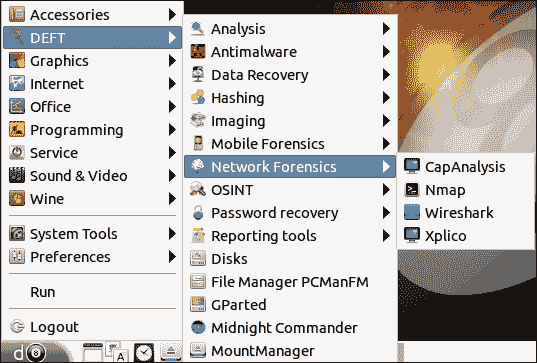 Accessories
DEFT
Graphics
Internet
Office
Programming
Service
Sound & Video
Wine
System Tools
Preferences
Run
Logout
Analysis
Antimalware
Data Recovery
Hashing
Imaging
Mobile Forensics
Network Forensics
OSINT
Password recovery
Reporting tools
Disks
File Manager PCManFM
GParted
Midnight Commander
MountManager
CapAnalysis
Nmap
Wireshark
Xplico
d
A